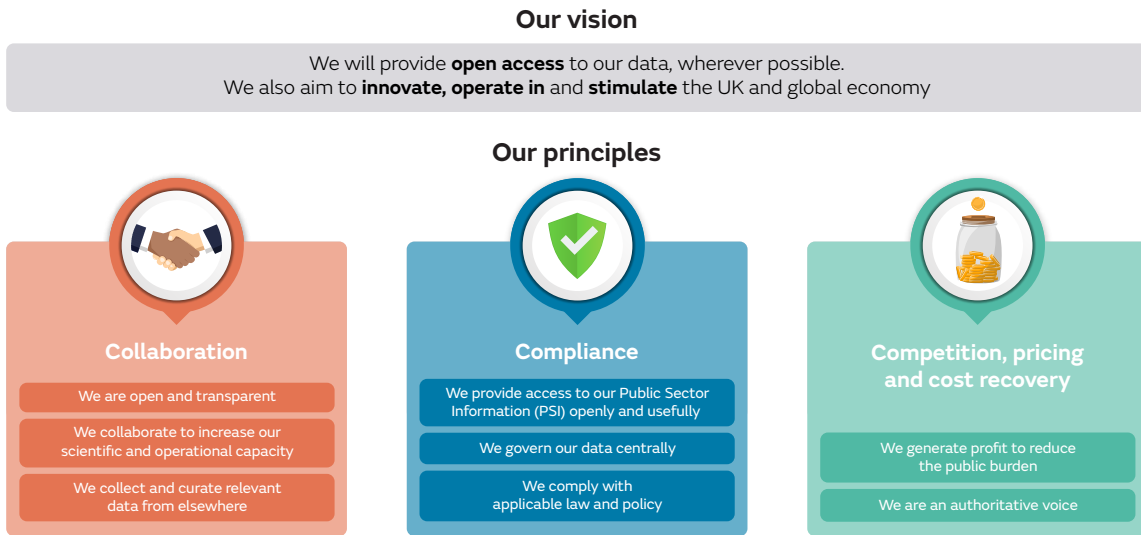 Our vision
We will provide open access to our data, wherever possible.
We also aim to innovate, operate in and stimulate the UK and global economy
Our principles
Collaboration
We are open and transparent
We collaborate to increase our
scientific and operational capacity
We collect and curate relevant
data from elsewhere
Compliance
We provide access to our Public Sector
Information (PSI) openly and usefully
We govern our data centrally
We comply with
applicable law and policy
Competition, pricing
and cost recovery
We generate profit to reduce
the public burden
We are an authoritative voice